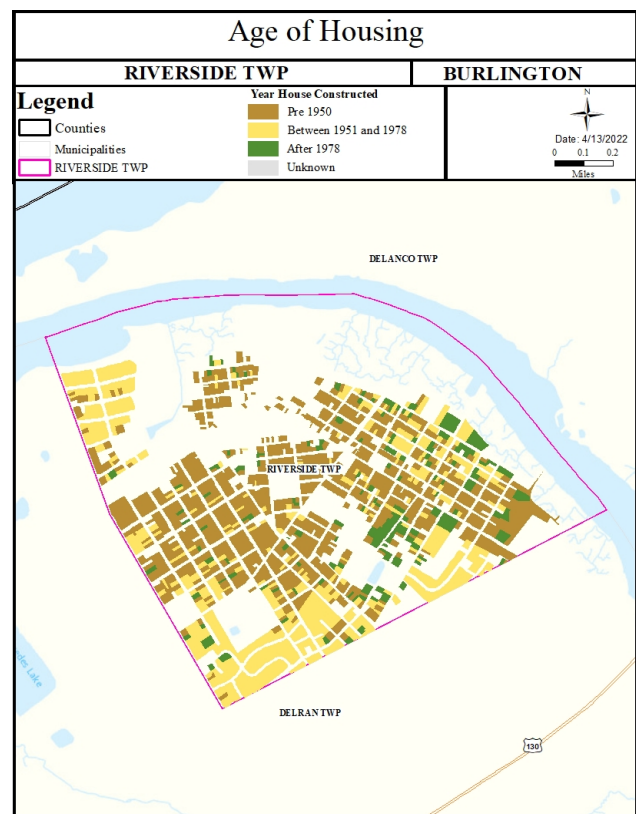 Age of Housing
RIVERSIDE TWP
BURLINGTON
Legend
Counties
Municipalities
RIVERSIDE TWP
Year House Constructed
Pre 1950
Between 1951 and 1978
After 1978
Unknown
N
Date: 4/13/2022
0 0.1 0.2
Miles
DELANCO TWP
RIVERSIDE TWP
DELRAN TWP
Lake
130